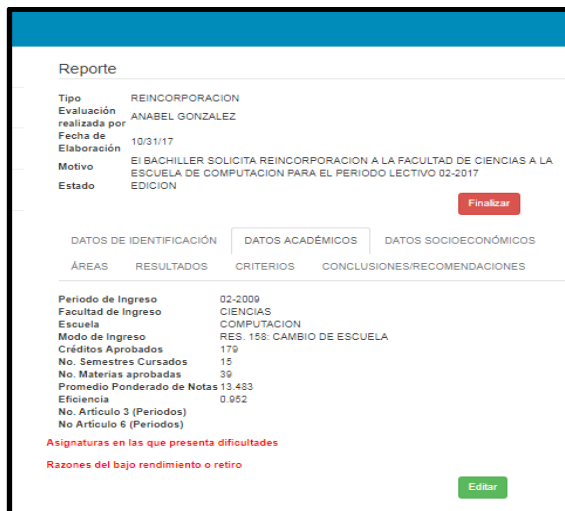 Reporte
Tipo REINCORPORACION
Evaluación realizada por ANABEL GONZALEZ
Fecha de Elaboración 10/31/17
Motivo El BACHILLER SOLICITA REINCORPORACION A LA FACULTAD DE CIENCIAS A LA
ESCUELA DE COMPUTACION PARA EL PERIODO LECTIVO 02-2017
Estado EDICION
Finalizar
DATOS DE IDENTIFICACIÓN DATOS ACADÉMICOS DATOS SOCIOECONÓMICOS
ÁREAS RESULTADOS CRITERIOS CONCLUSIONES/RECOMENDACIONES
Periodo de Ingreso 02-2009
Facultad de Ingreso CIENCIAS
Escuela COMPUTACION
Modo de Ingreso RES. 158: CAMBIO DE ESCUELA
Créditos Aprobados 179
No. Semestres Cursados 15
No. Materias aprobadas 39
Promedio Ponderado de Notas 13.483
Eficiencia 0.952
No. Artículo 3 (Periodos)
No Artículo 6 (Periodos)
Asignaturas en las que presenta dificultades
Razones del bajo rendimiento o retiro
Editar